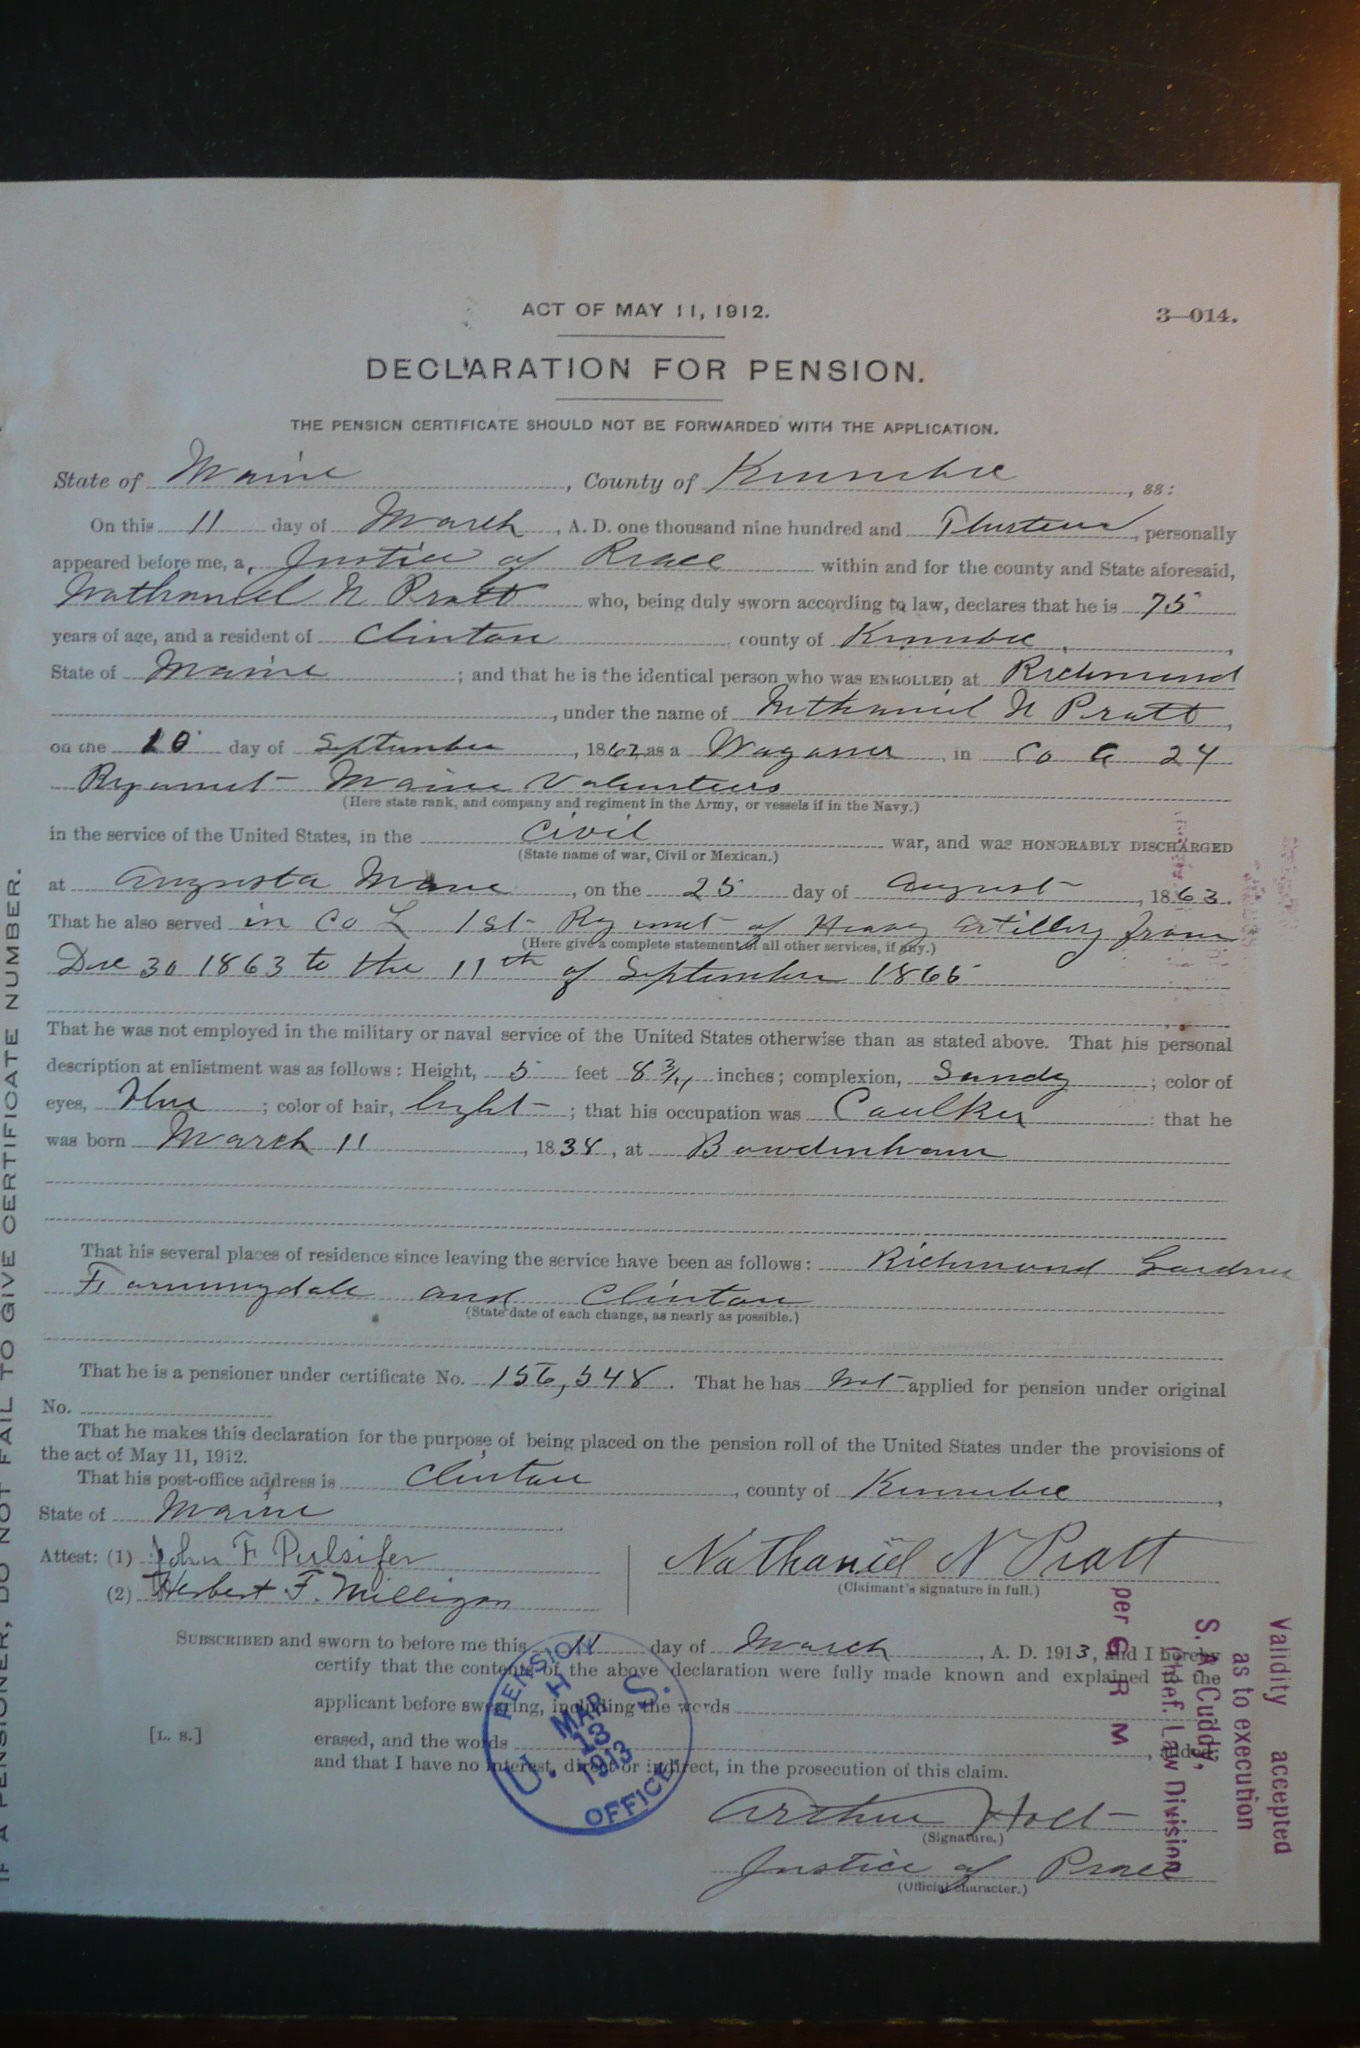 ACT OF MAY 11, 1912.
3—014.
DECLARATION FOR PENSION.
THE PENSION CERTIFICATE SHOULD NOT BE FORWARDED WITH THE APPLICATION.
State of Maine, County of Kennebec, ss:
On this 11 day of March, A. D. one thousand nine hundred and Thirteen, personally
appeared before me, a, Justice of Peace within and for the county and State aforesaid,
Nathaniel N Pratt who, being duly sworn according to law, declares that he is 75
years of age, and a resident of Clinton county of Kennebec,
State of Maine; and that he is the identical person who was ENROLLED at Richmond
, under the name of Nathaniel N Pratt,
on the 10 day of September, 1862, as a Wagoner, in Co 24
Regiment Maine Volunteers
(Here state rank, and company and regiment in the Army, or vessels if in the Navy.)
in the service of the United States, in the Civil war, and was HONORABLY DISCHARGED
(State name of war, Civil or Mexican.)
at Augusta Maine, on the 25 day of August, 1863.
That he also served in Co L 1st Regiment of Heavy Artillery from
(Here give a complete statement of all other services, if any.)
Dec 30 1863 to the 11th of September 1865
That he was not employed in the military or naval service of the United States otherwise than as stated above. That his personal
description at enlistment was as follows: Height, 5 feet 8 3/4 inches; complexion, Sandy; color of
eyes, Blue; color of hair, light; that his occupation was Caulker; that he
was born March 11, 1838, at Bowdoinham
That his several places of residence since leaving the service have been as follows: Richmond Gardiner
Farmingdale and Clinton
(State date of each change, as nearly as possible.)
That he is a pensioner under certificate No. 156,548. That he has not applied for pension under original
No.
That he makes this declaration for the purpose of being placed on the pension roll of the United States under the provisions of
the act of May 11, 1912.
That his post-office address is Clinton, county of Kennebec,
State of Maine
Attest: (1) John F Pulsifer
Nathaniel N Pratt
(2) Herbert F. Milligan
(Claimant's signature in full.)
SUBSCRIBED and sworn to before me this 11 day of March, A. D. 1913, and I hereby
certify that the contents of the above declaration were fully made known and explained to the
applicant before swearing, including the words
[L. S.]
erased, and the words , added;
and that I have no interest, direct or indirect, in the prosecution of this claim.
Arthur Holt
(Signature.)
Justice of Peace
(Official character.)
U. S. PENSION OFFICE
MAR 13 1913
Validity accepted
as to execution
S. A. Cuddy,
Chief. Law Division
per G R M
IF A PENSIONER, DO NOT FAIL TO GIVE CERTIFICATE NUMBER.